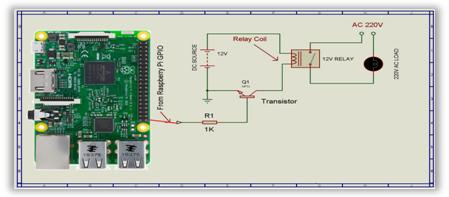 AC 220V
Relay Coil
DC SOURCE
12V
12V RELAY
220V AC LOAD
From Raspberry Pi GPIO
Q1
NPN
Transistor
R1
1K